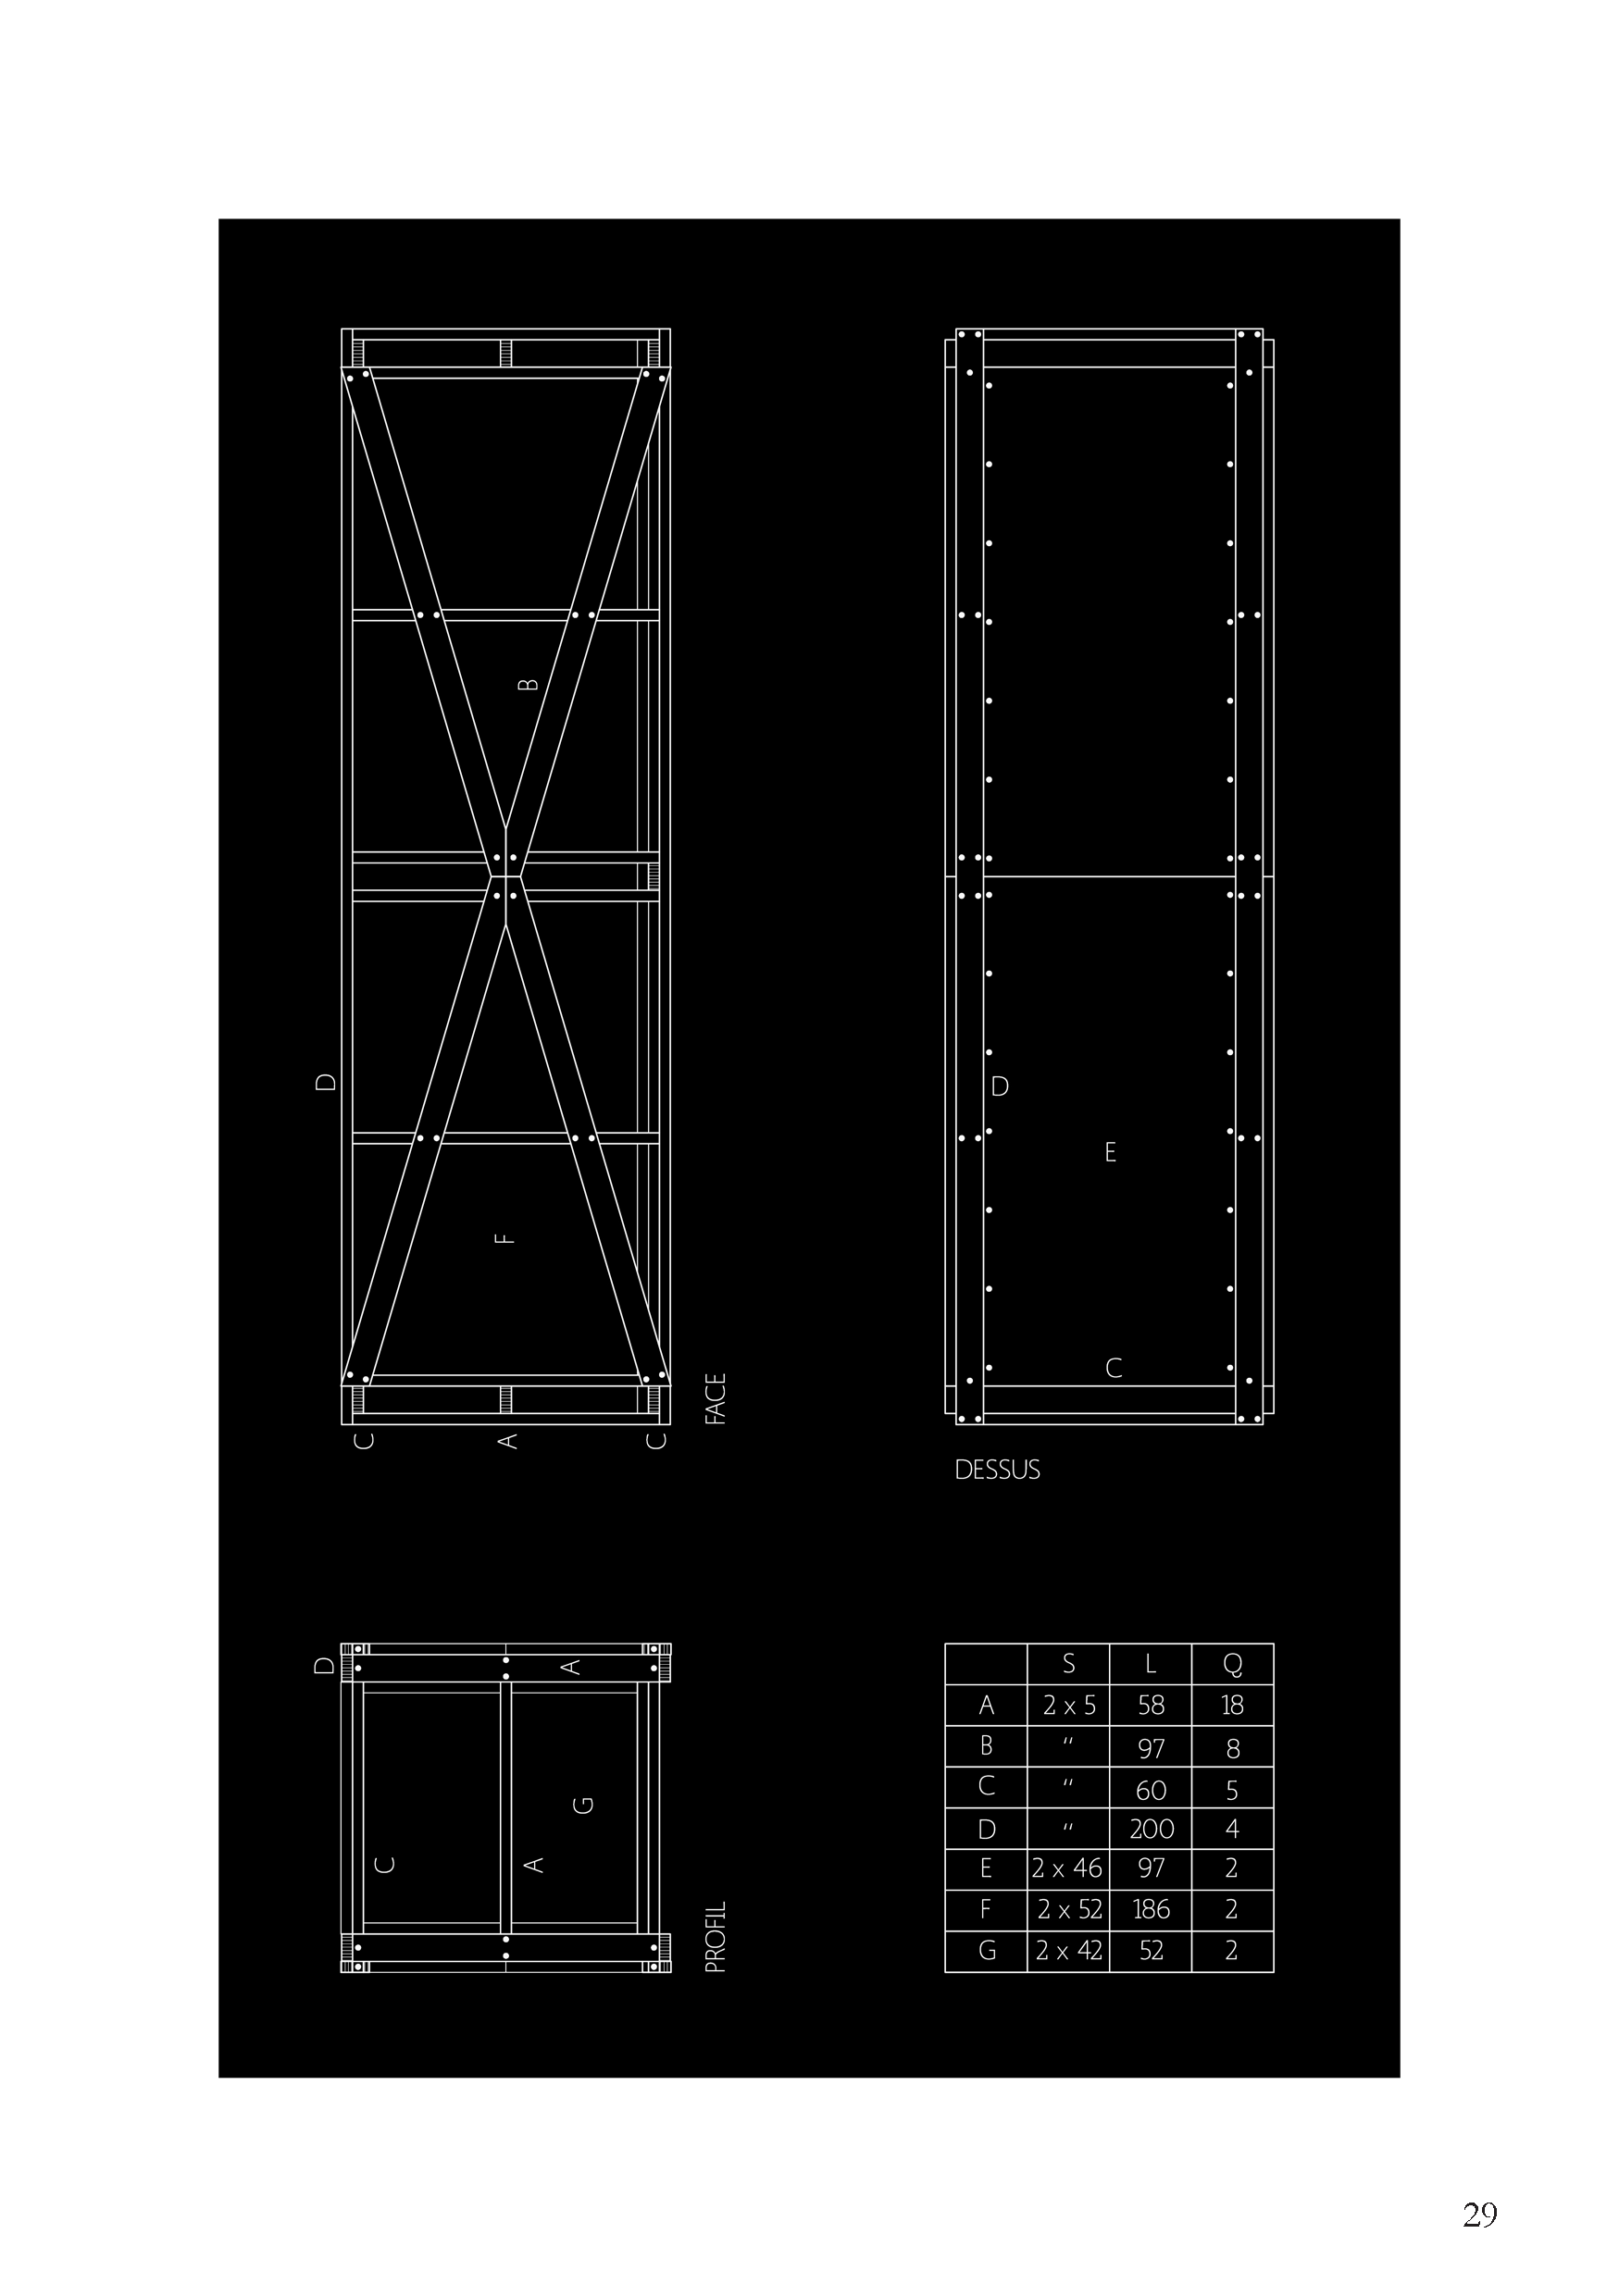 B
D
F
C A C
FACE
D
E
C
DESSUS
D
A
G
C
A
PROFIL
S L Q
A 2 x 5 58 18
B " 97 8
C " 60 5
D " 200 4
E 2 x 46 97 2
F 2 x 52 186 2
G 2 x 42 52 2
29